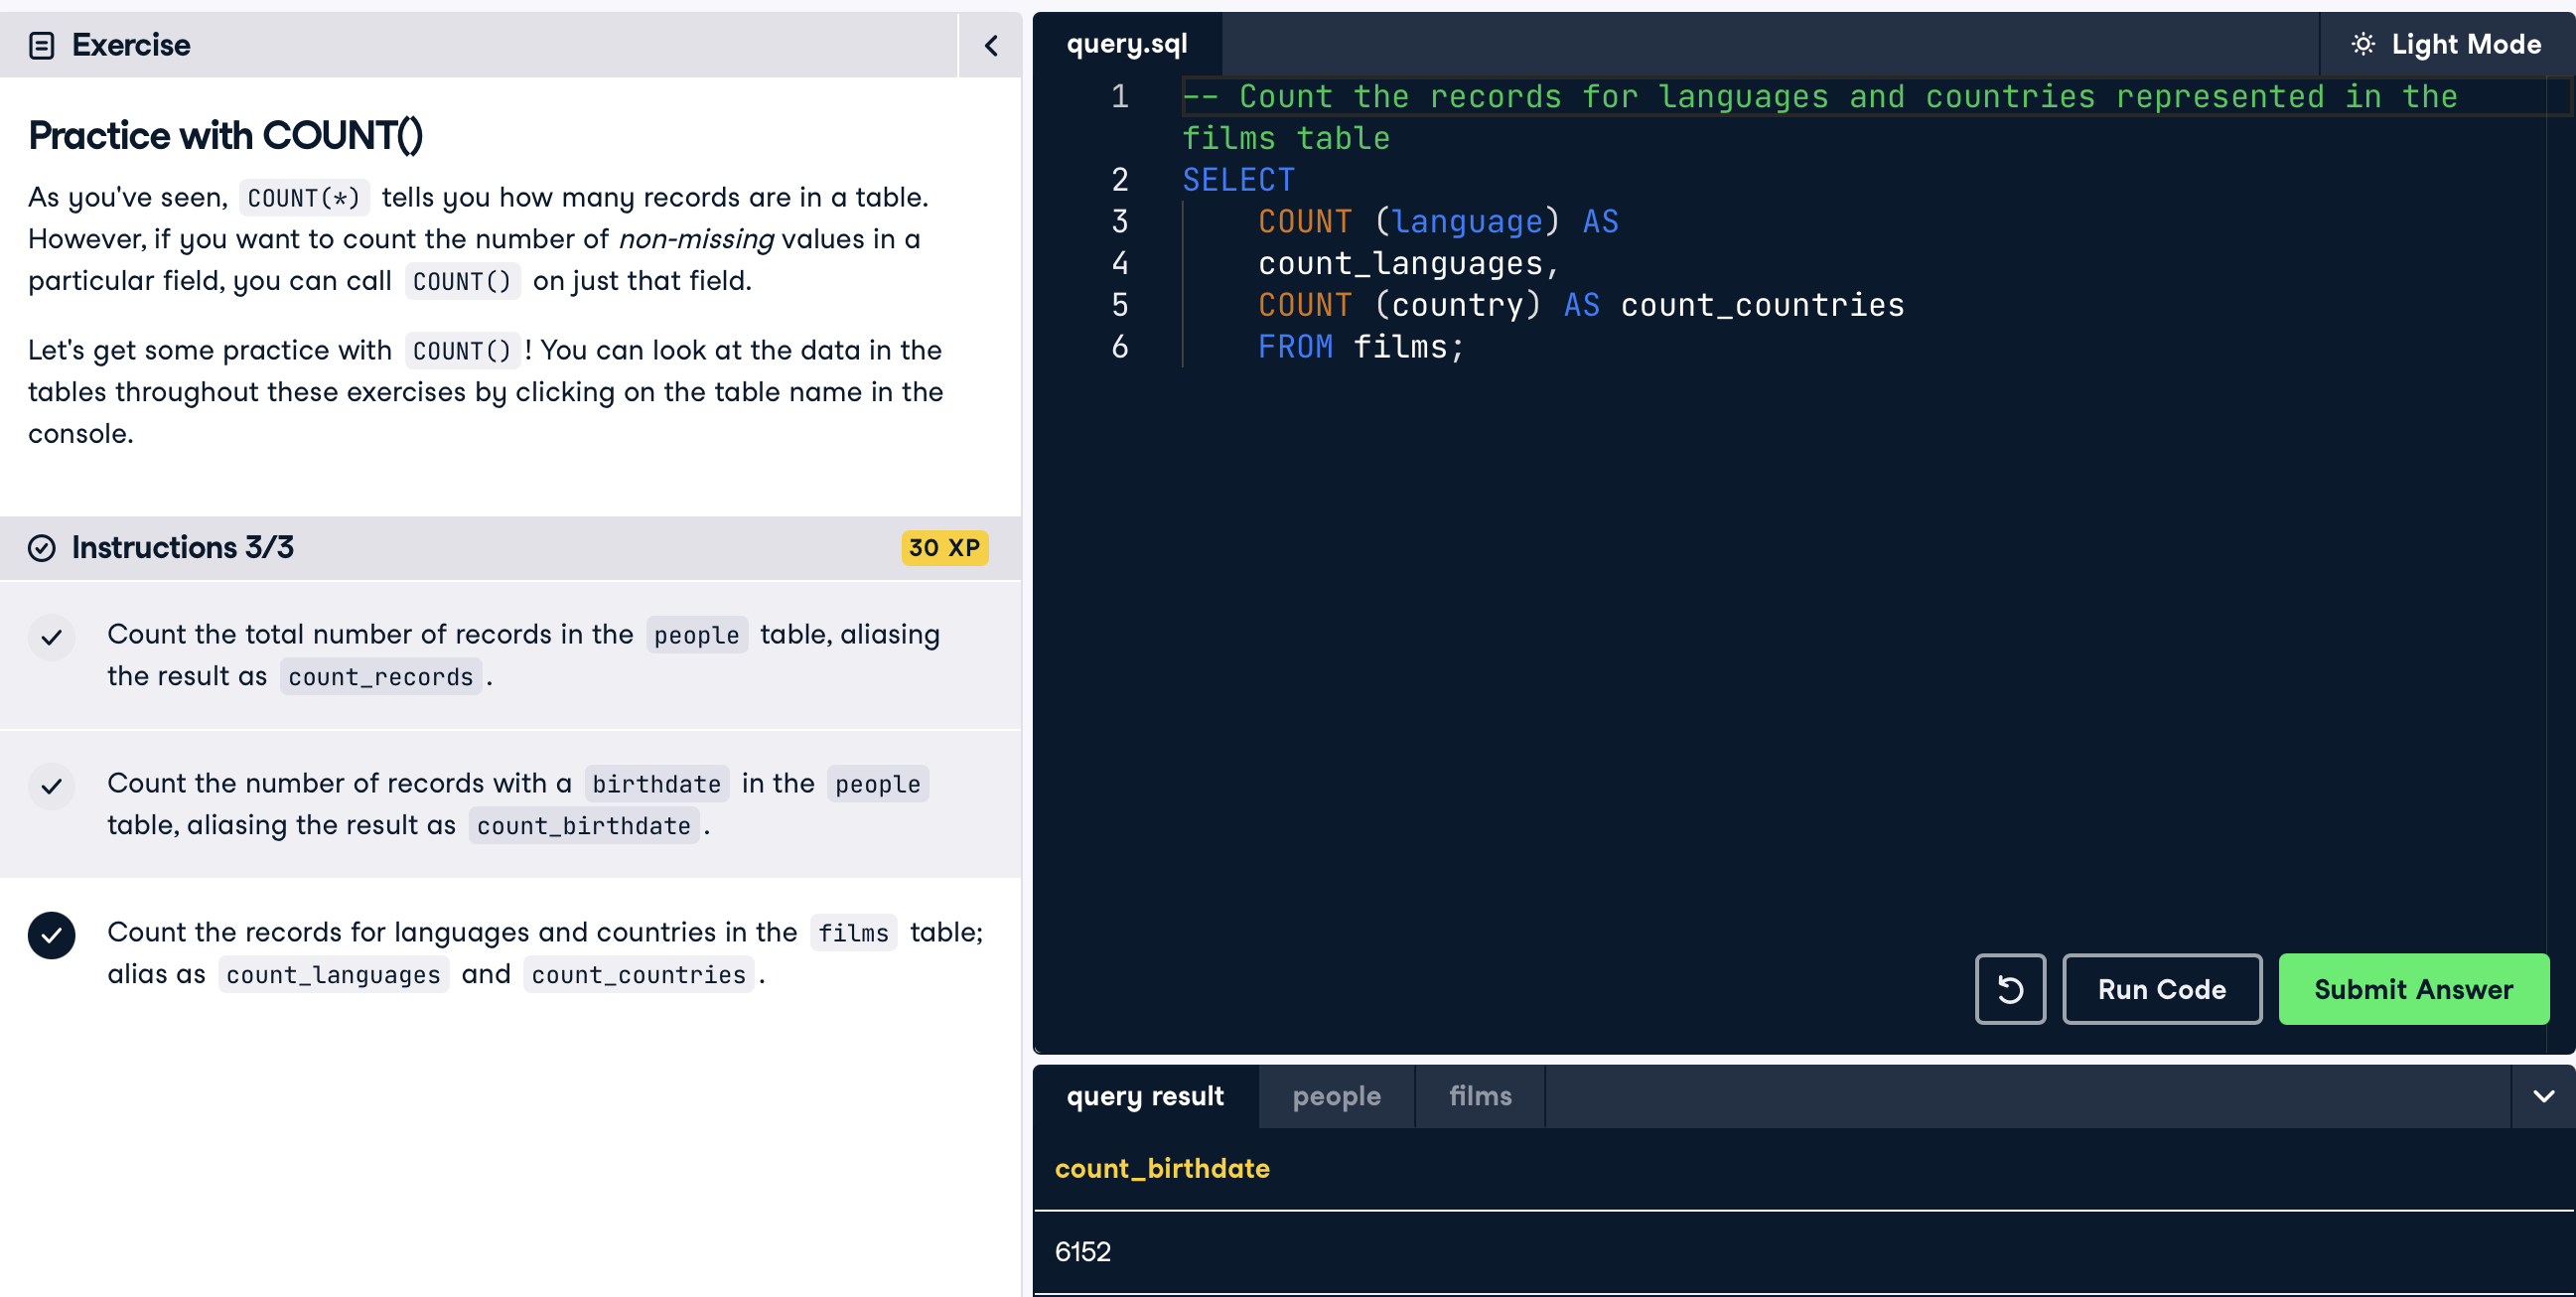 Exercise
Practice with COUNT()
As you've seen, COUNT(*) tells you how many records are in a table.
However, if you want to count the number of non-missing values in a
particular field, you can call COUNT() on just that field.
Let's get some practice with COUNT()! You can look at the data in the
tables throughout these exercises by clicking on the table name in the
console.
Instructions 3/3
30 XP
Count the total number of records in the people table, aliasing
the result as count_records.
Count the number of records with a birthdate in the people
table, aliasing the result as count_birthdate.
Count the records for languages and countries in the films table;
alias as count_languages and count_countries.
query.sql
Light Mode
1 -- Count the records for languages and countries represented in the
films table
2 SELECT
3 COUNT (language) AS
4 count_languages,
5 COUNT (country) AS count_countries
6 FROM films;
Run Code
Submit Answer
query result
people
films
count_birthdate
6152